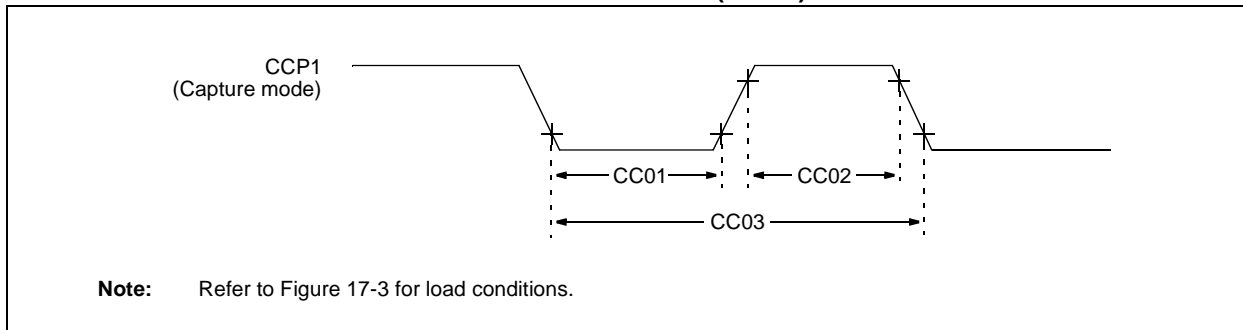 CCP1
(Capture mode)
CC01
CC02
CC03
Note: Refer to Figure 17-3 for load conditions.